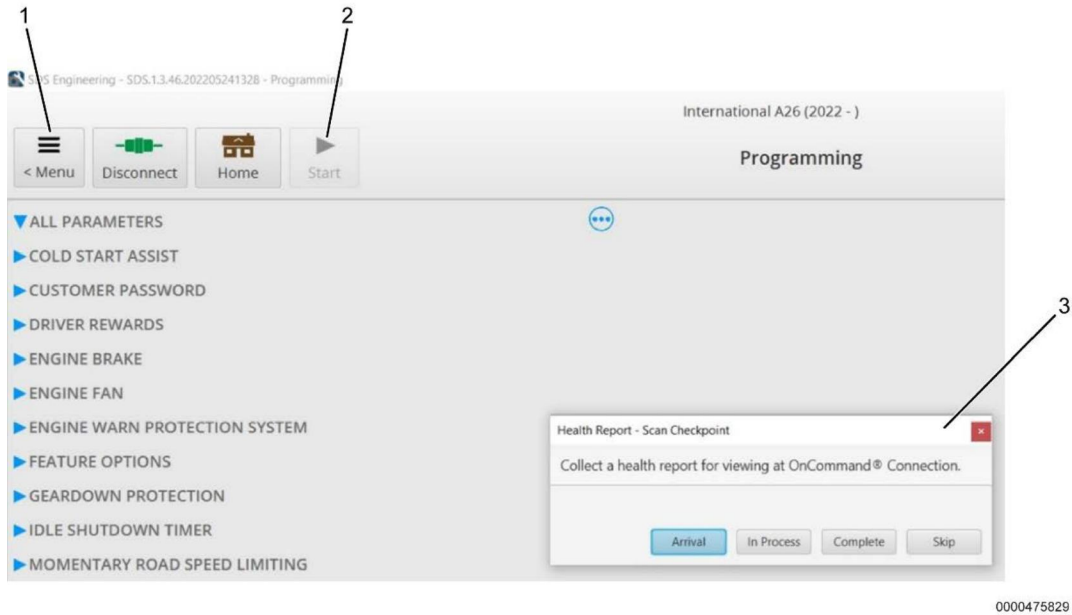 1
2
SDS Engineering - SDS.1.3.46.202205241328 - Programming
International A26 (2022 - )
< Menu
Disconnect
Home
Start
Programming
ALL PARAMETERS
COLD START ASSIST
CUSTOMER PASSWORD
DRIVER REWARDS
3
ENGINE BRAKE
ENGINE FAN
ENGINE WARN PROTECTION SYSTEM
FEATURE OPTIONS
GEARDOWN PROTECTION
IDLE SHUTDOWN TIMER
MOMENTARY ROAD SPEED LIMITING
Health Report - Scan Checkpoint
Collect a health report for viewing at OnCommand® Connection.
Arrival
In Process
Complete
Skip
0000475829